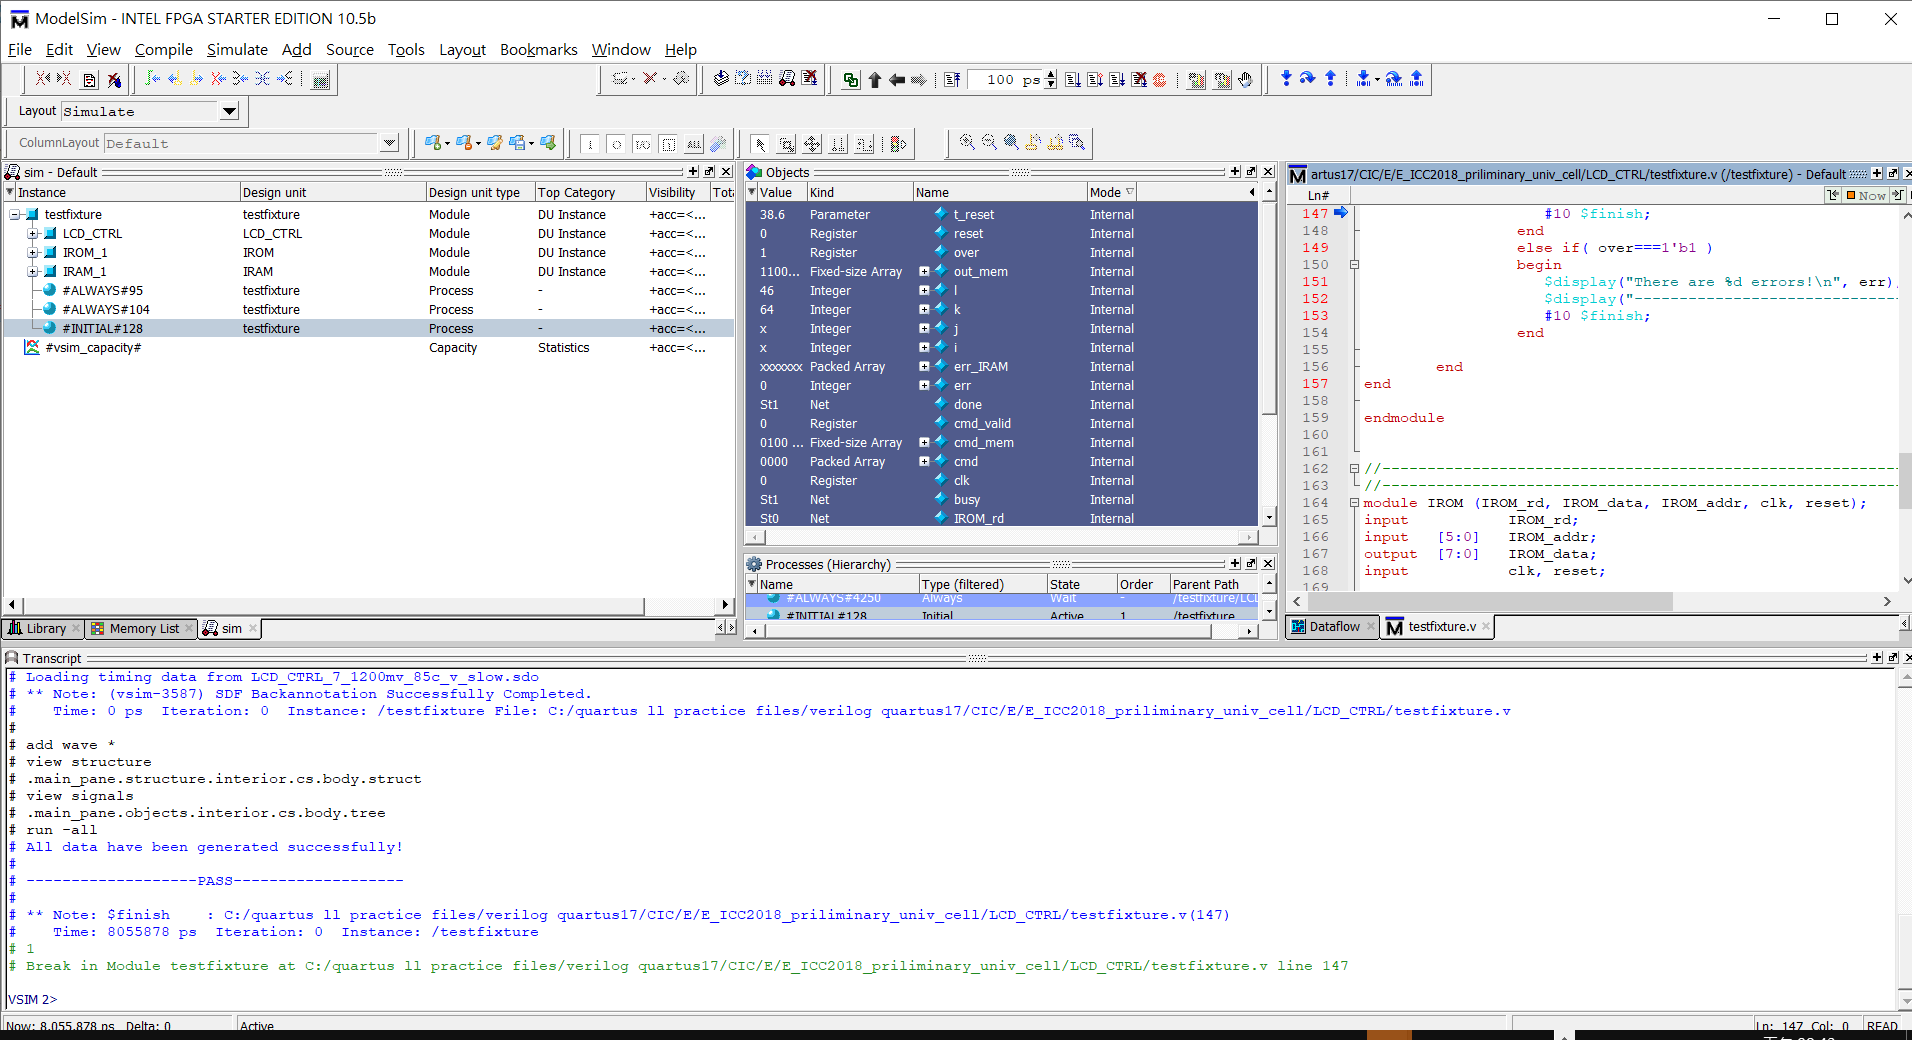 ModelSim - INTEL FPGA STARTER EDITION 10.5b
File Edit View Compile Simulate Add Source Tools Layout Bookmarks Window Help
100 ps
Layout Simulate
ColumnLayout Default
ALL
sim - Default
Instance Design unit Design unit type Top Category Visibility Tota
testfixture testfixture Module DU Instance +acc=<...
LCD_CTRL LCD_CTRL Module DU Instance +acc=<...
IROM_1 IROM Module DU Instance +acc=<...
IRAM_1 IRAM Module DU Instance +acc=<...
#ALWAYS#95 testfixture Process - +acc=<...
#ALWAYS#104 testfixture Process - +acc=<...
#INITIAL#128 testfixture Process - +acc=<...
#vsim_capacity# Capacity Statistics +acc=<...
Library Memory List sim
Objects
Value Kind Name Mode
38.6 Parameter t_reset Internal
0 Register reset Internal
1 Register over Internal
1100... Fixed-size Array out_mem Internal
46 Integer l Internal
64 Integer k Internal
x Integer j Internal
x Integer i Internal
xxxxxxx Packed Array err_IRAM Internal
0 Integer err Internal
St1 Net done Internal
0 Register cmd_valid Internal
0100 ... Fixed-size Array cmd_mem Internal
0000 Packed Array cmd Internal
0 Register clk Internal
St1 Net busy Internal
St0 Net IROM_rd Internal
Processes (Hierarchy)
Name Type (filtered) State Order Parent Path
#ALWAYS#4250 Always Wait - /testfixture/LCD
#INITIAL#128 Initial Active 1 /testfixture
artus17/CIC/E/E_ICC2018_priliminary_univ_cell/LCD_CTRL/testfixture.v (/testfixture) - Default
Ln# Now
147 #10 $finish;
148 end
149 else if( over===1'b1 )
150 begin
151 $display("There are %d errors!\n", err)
152 $display("-----------------------------
153 #10 $finish;
154 end
155
156 end
157 end
158
159 endmodule
160
161
162 //----------------------------------------------------------
163 //----------------------------------------------------------
164 module IROM (IROM_rd, IROM_data, IROM_addr, clk, reset);
165 input IROM_rd;
166 input [5:0] IROM_addr;
167 output [7:0] IROM_data;
168 input clk, reset;
169
Dataflow testfixture.v
Transcript
# Loading timing data from LCD_CTRL_7_1200mv_85c_v_slow.sdo
# ** Note: (vsim-3587) SDF Backannotation Successfully Completed.
# Time: 0 ps Iteration: 0 Instance: /testfixture File: C:/quartus ll practice files/verilog quartus17/CIC/E/E_ICC2018_priliminary_univ_cell/LCD_CTRL/testfixture.v
#
# add wave *
# view structure
# .main_pane.structure.interior.cs.body.struct
# view signals
# .main_pane.objects.interior.cs.body.tree
# run -all
# All data have been generated successfully!
#
# -------------------PASS-------------------
#
# ** Note: $finish : C:/quartus ll practice files/verilog quartus17/CIC/E/E_ICC2018_priliminary_univ_cell/LCD_CTRL/testfixture.v(147)
# Time: 8055878 ps Iteration: 0 Instance: /testfixture
# 1
# Break in Module testfixture at C:/quartus ll practice files/verilog quartus17/CIC/E/E_ICC2018_priliminary_univ_cell/LCD_CTRL/testfixture.v line 147
VSIM 2>
Now: 8,055,878 ps Delta: 0 Active Ln: 147 Col: 0 READ